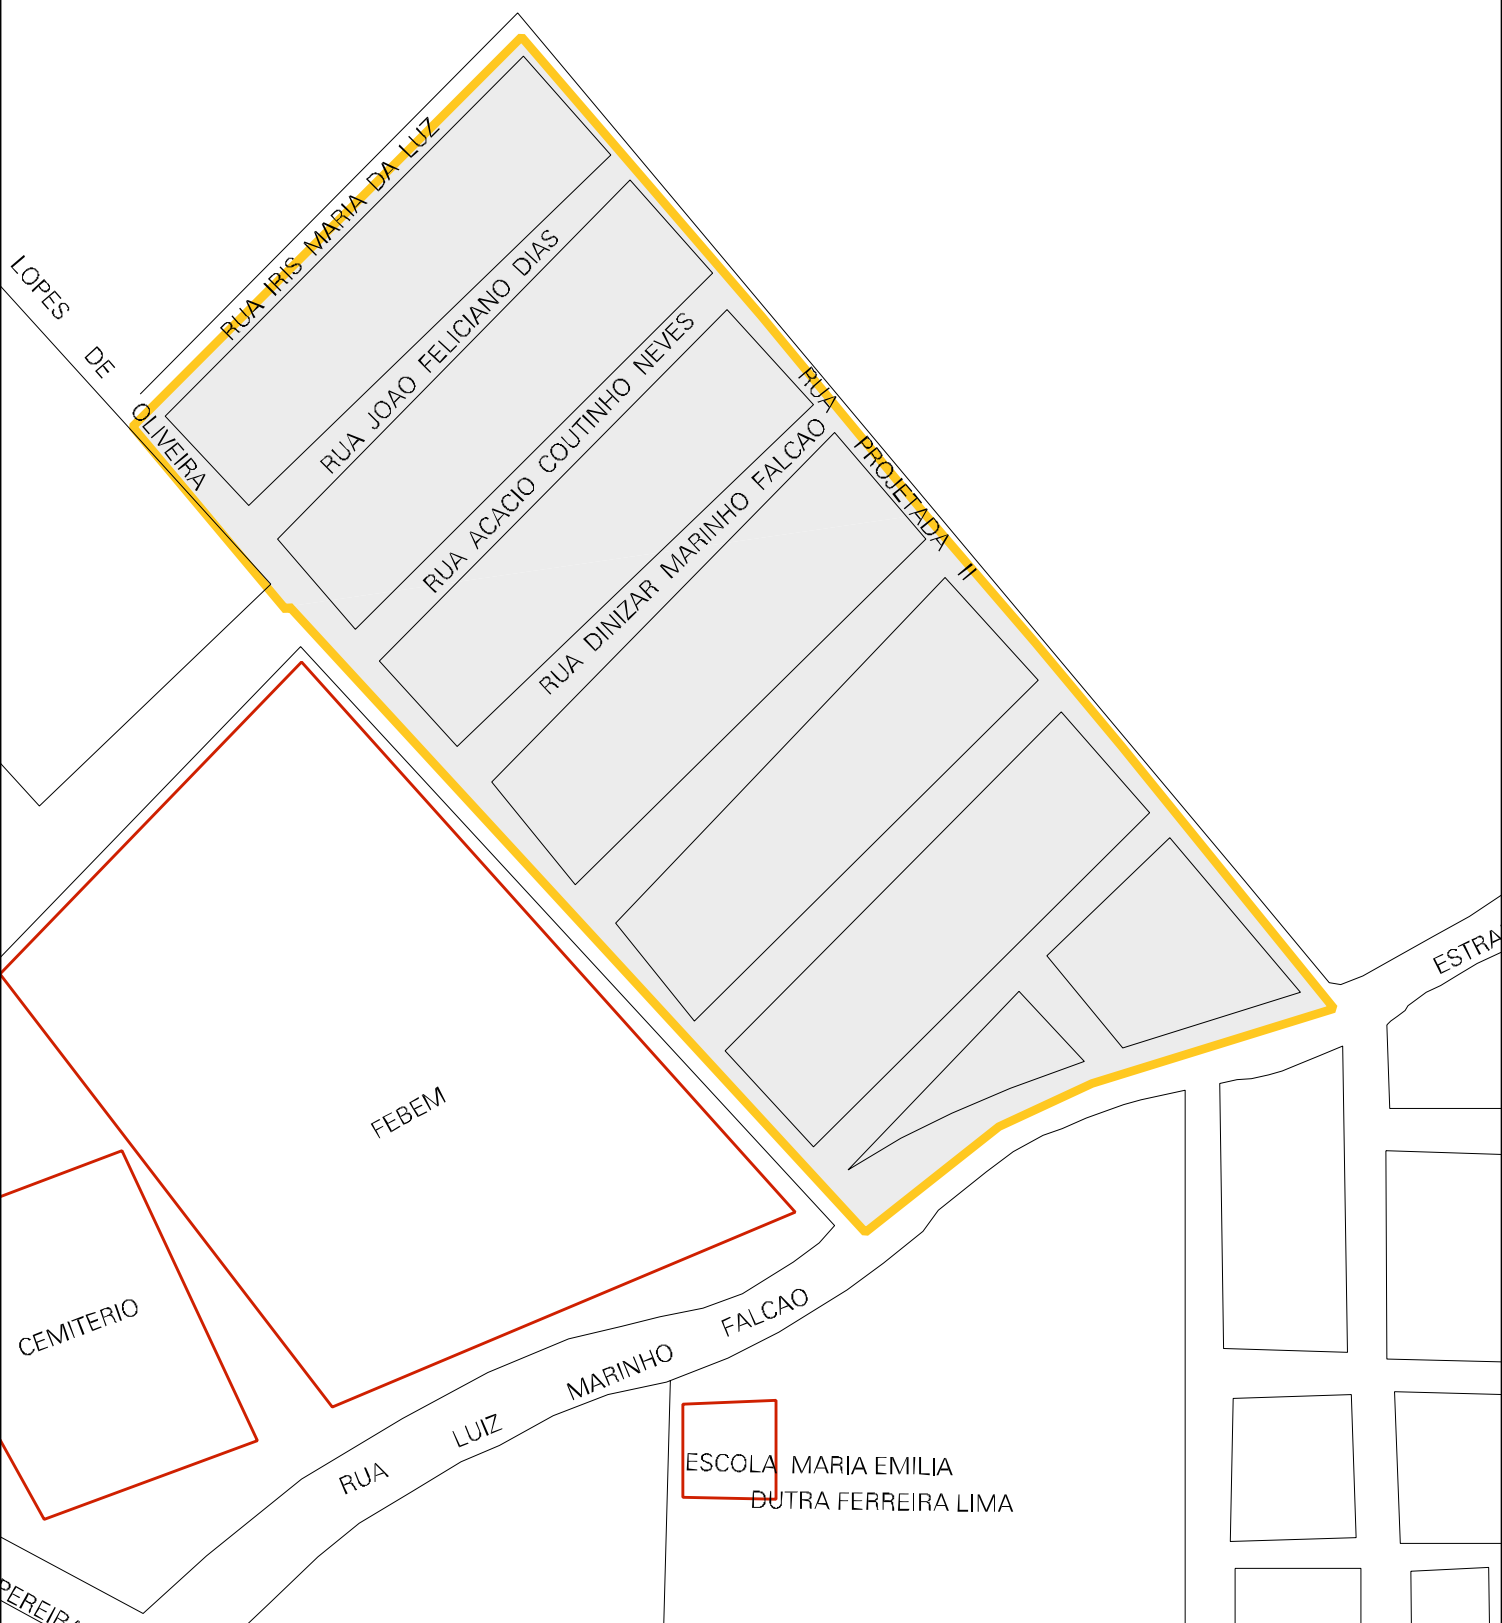 RUA IRIS MARIA DA LUZ
LOPES DE OLIVEIRA
RUA JOAO FELICIANO DIAS
RUA ACACIO COUTINHO NEVES
RUA PROJETADA II
RUA DINIZAR MARINHO FALCAO
ESTRA
FEBEM
CEMITERIO
RUA LUIZ MARINHO FALCAO
ESCOLA MARIA EMILIA
DUTRA FERREIRA LIMA
PEREIRA